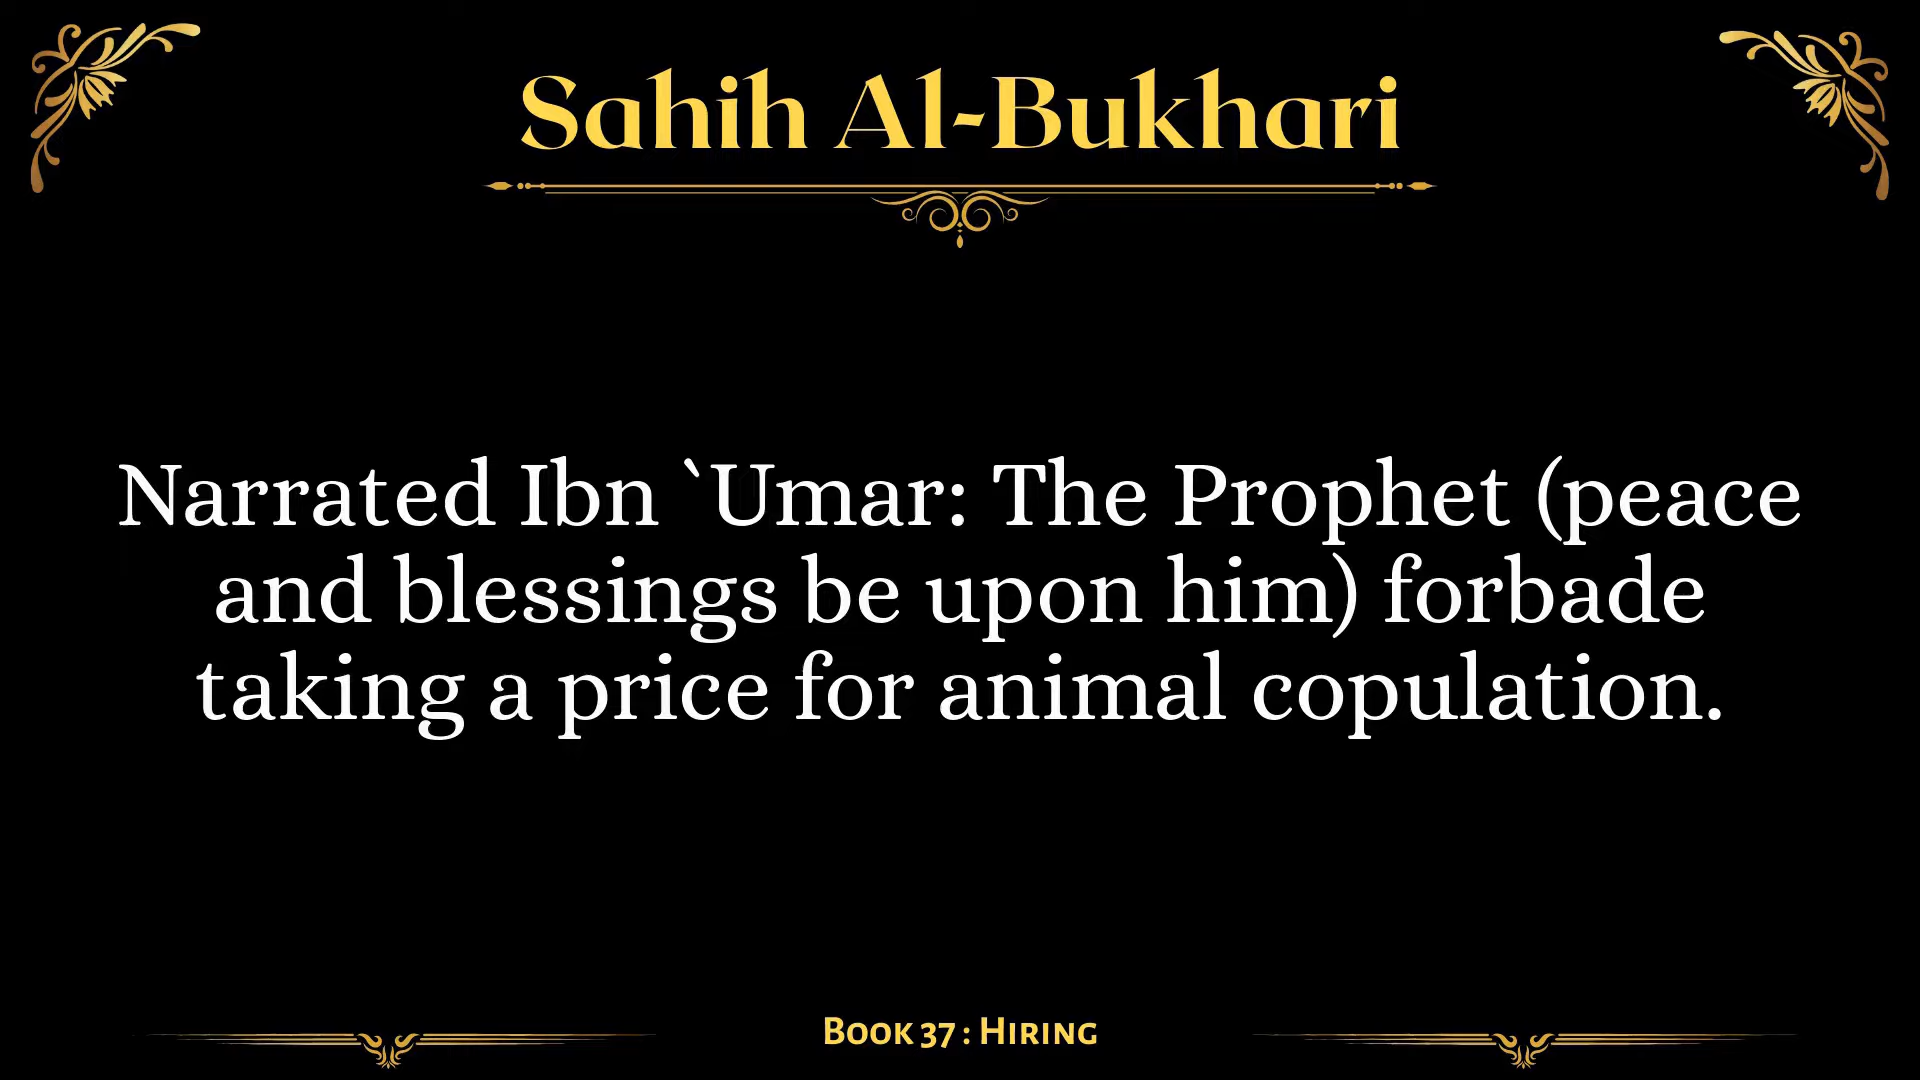 Sahih Al-Bukhari
Narrated Ibn `Umar: The Prophet (peace
and blessings be upon him) forbade
taking a price for animal copulation.
Book 37 : Hiring